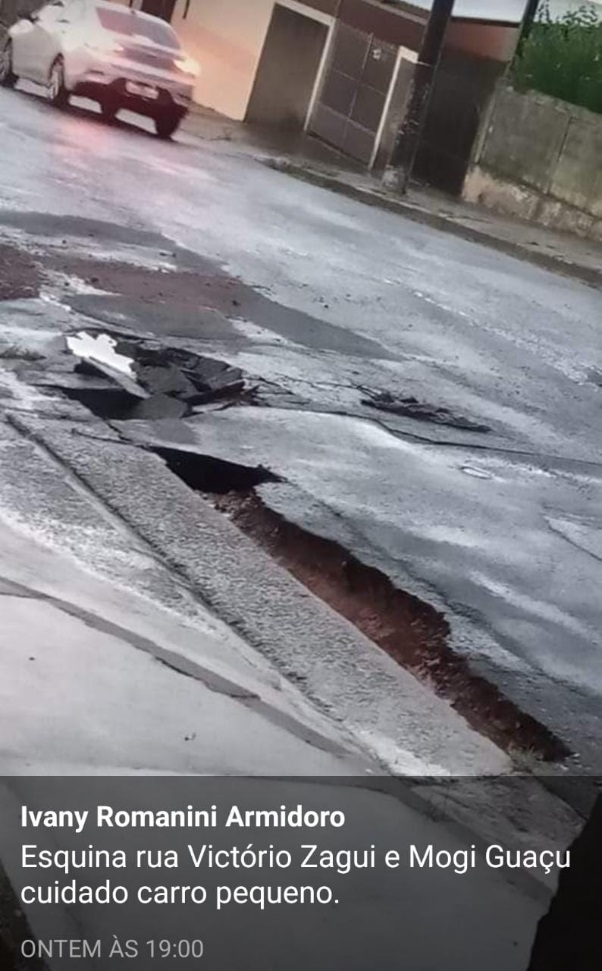 Ivany Romanini Armidoro
Esquina rua Victório Zagui e Mogi Guaçu
cuidado carro pequeno.
ONTEM ÀS 19:00